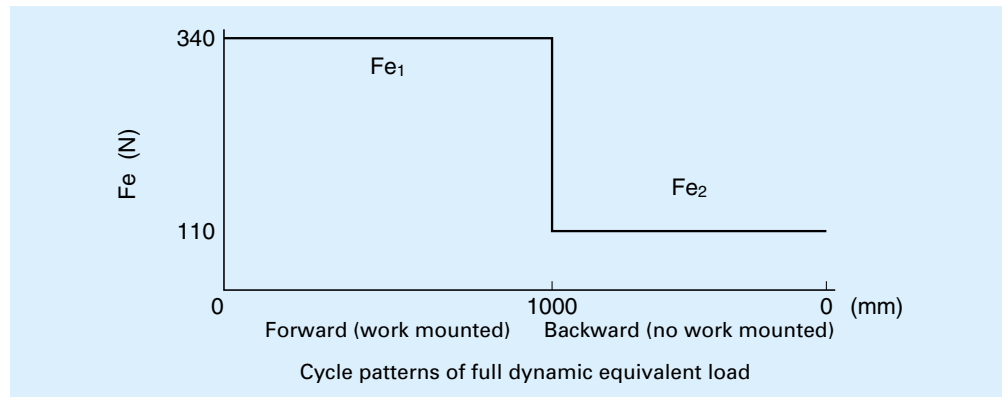 340
Fe₁
Fe (N)
Fe₂
110
0 1000 0 (mm)
Forward (work mounted) Backward (no work mounted)
Cycle patterns of full dynamic equivalent load